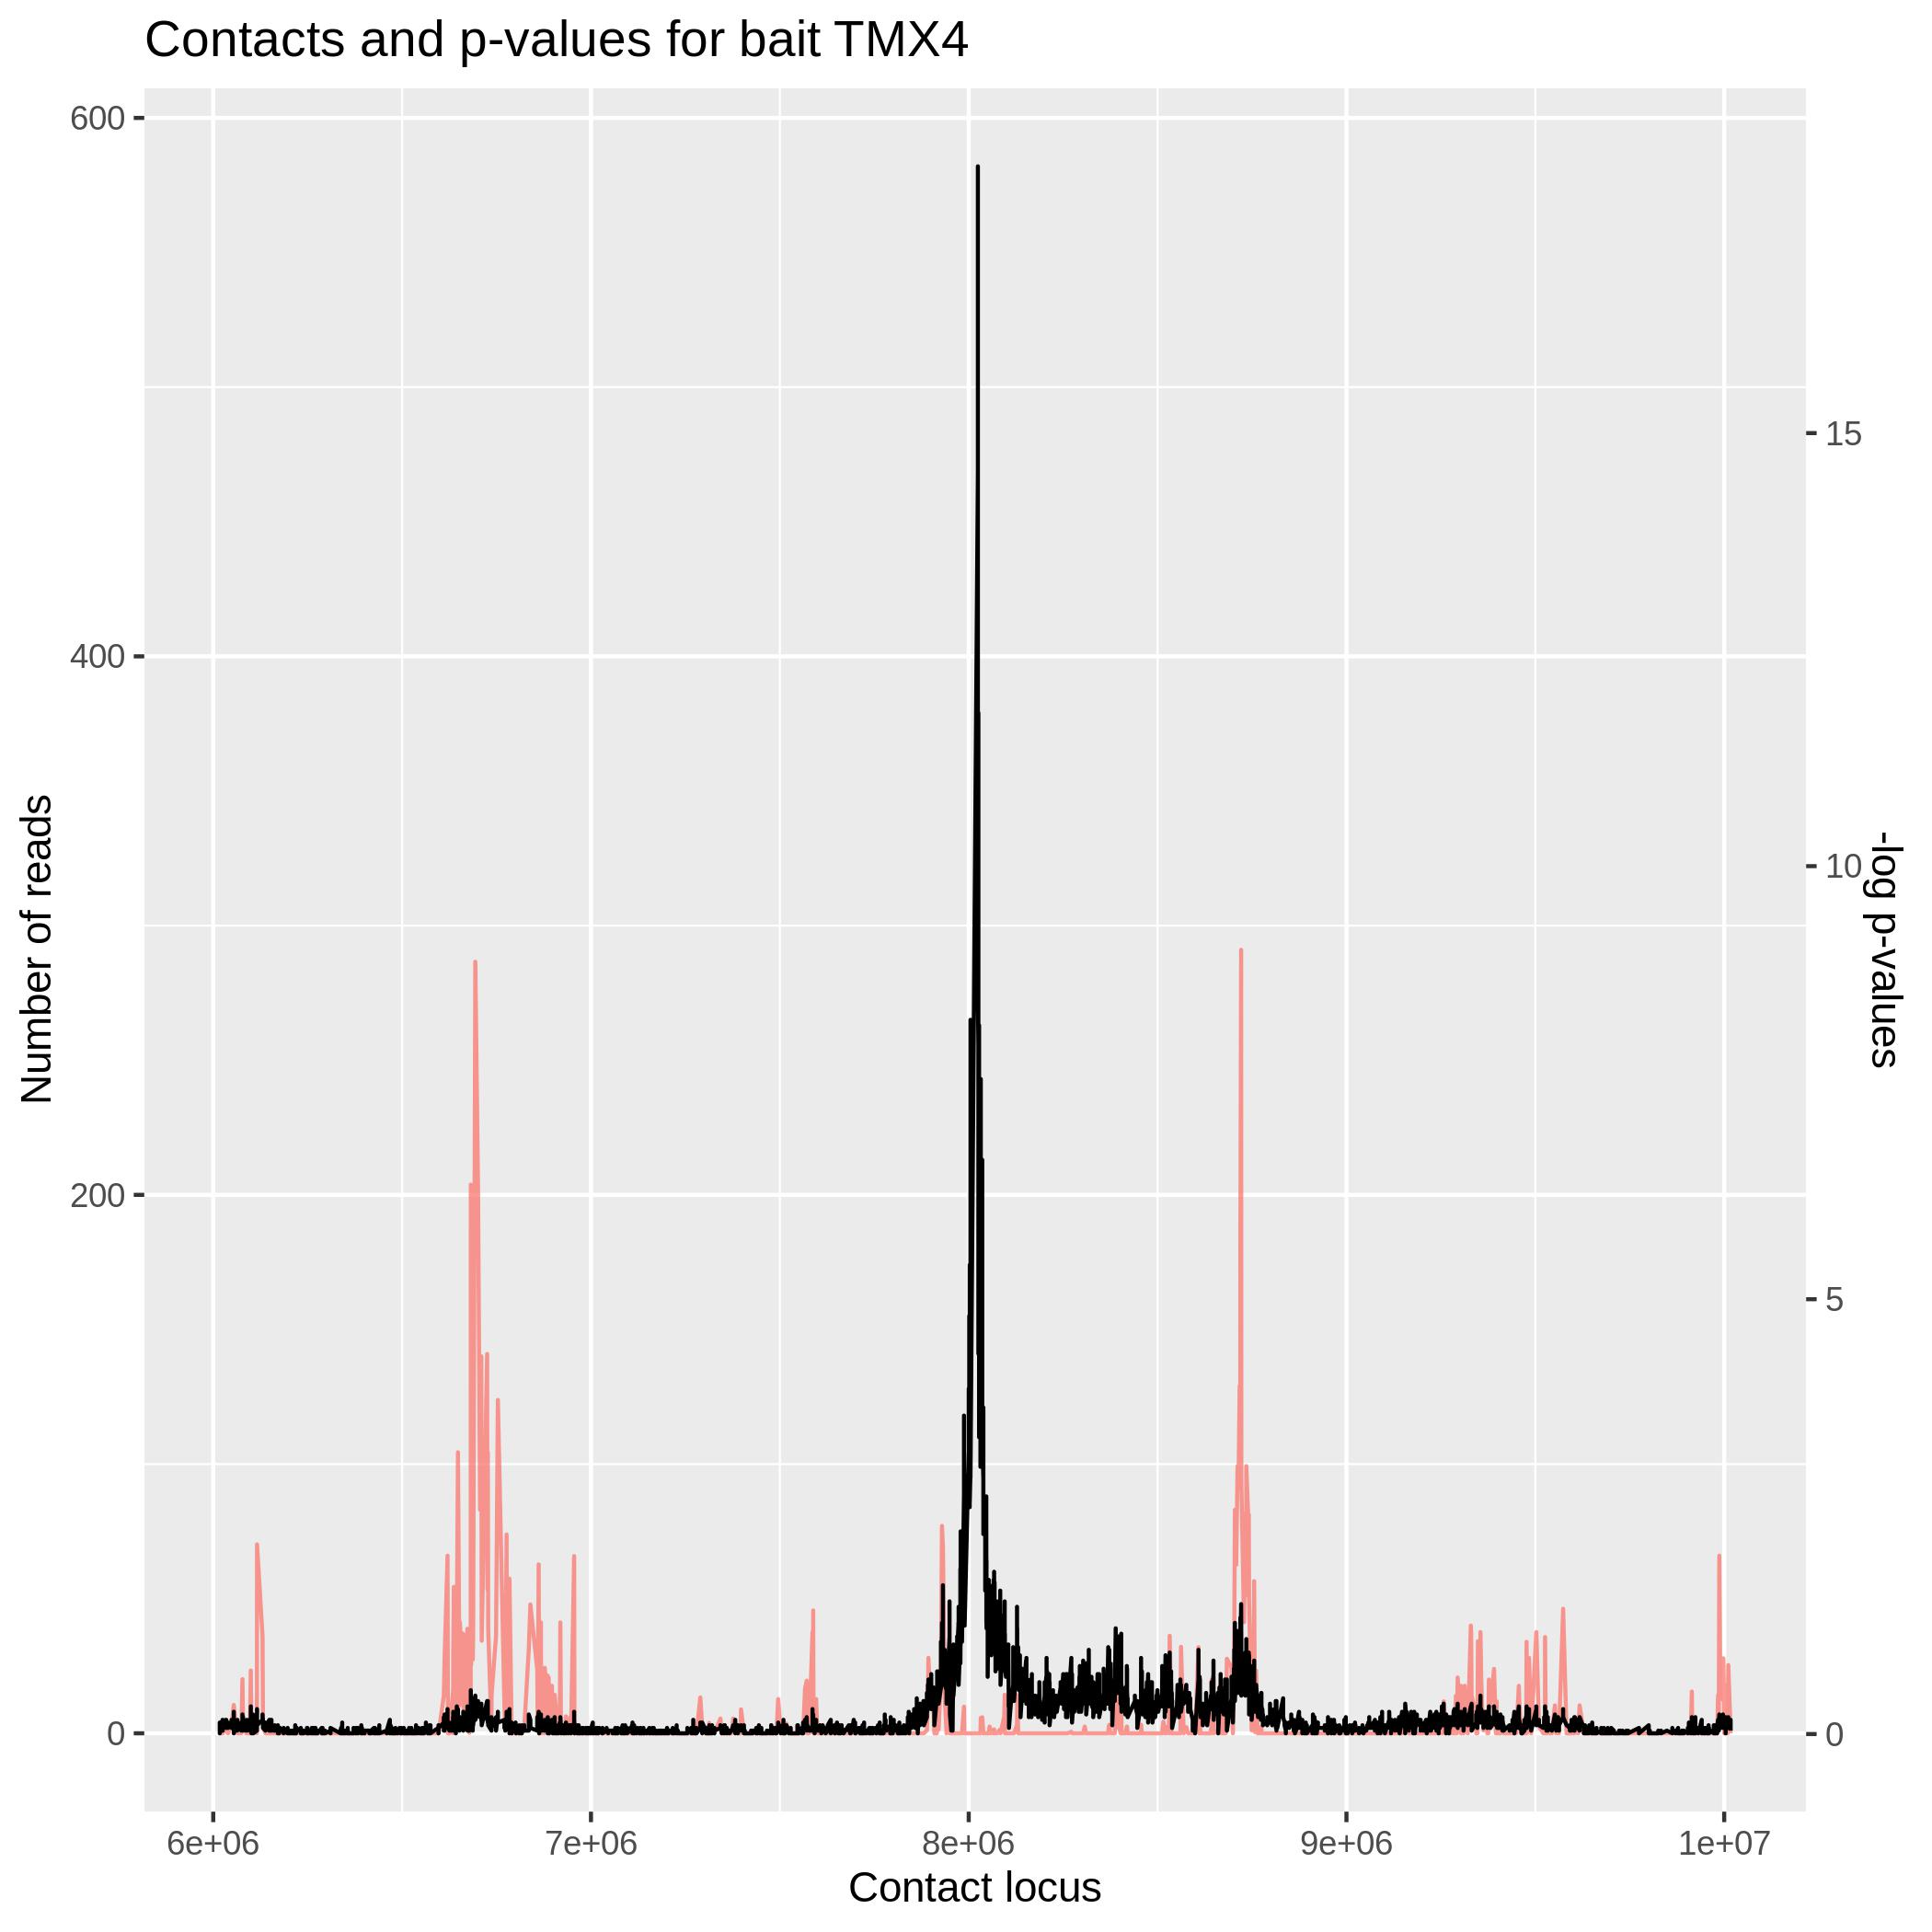 Contacts and p-values for bait TMX4
600
400
200
0
Number of reads
15
10
5
0
-log p-values
6e+06 7e+06 8e+06 9e+06 1e+07
Contact locus